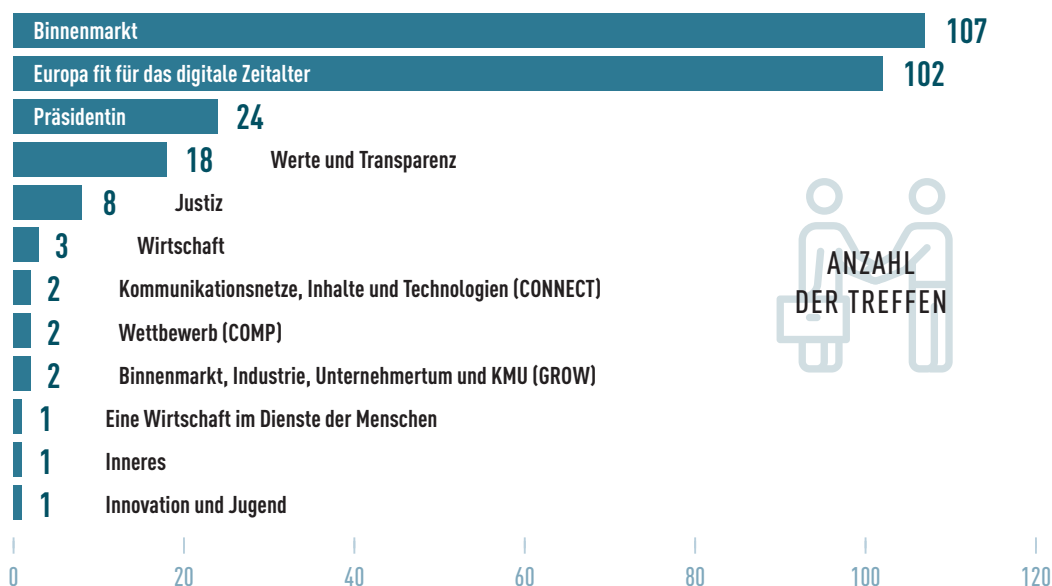 Binnenmarkt 107
Europa fit für das digitale Zeitalter 102
Präsidentin 24
18 Werte und Transparenz
8 Justiz
3 Wirtschaft
2 Kommunikationsnetze, Inhalte und Technologien (CONNECT)
2 Wettbewerb (COMP)
2 Binnenmarkt, Industrie, Unternehmertum und KMU (GROW)
1 Eine Wirtschaft im Dienste der Menschen
1 Inneres
1 Innovation und Jugend
ANZAHL
DER TREFFEN
0 20 40 60 80 100 120